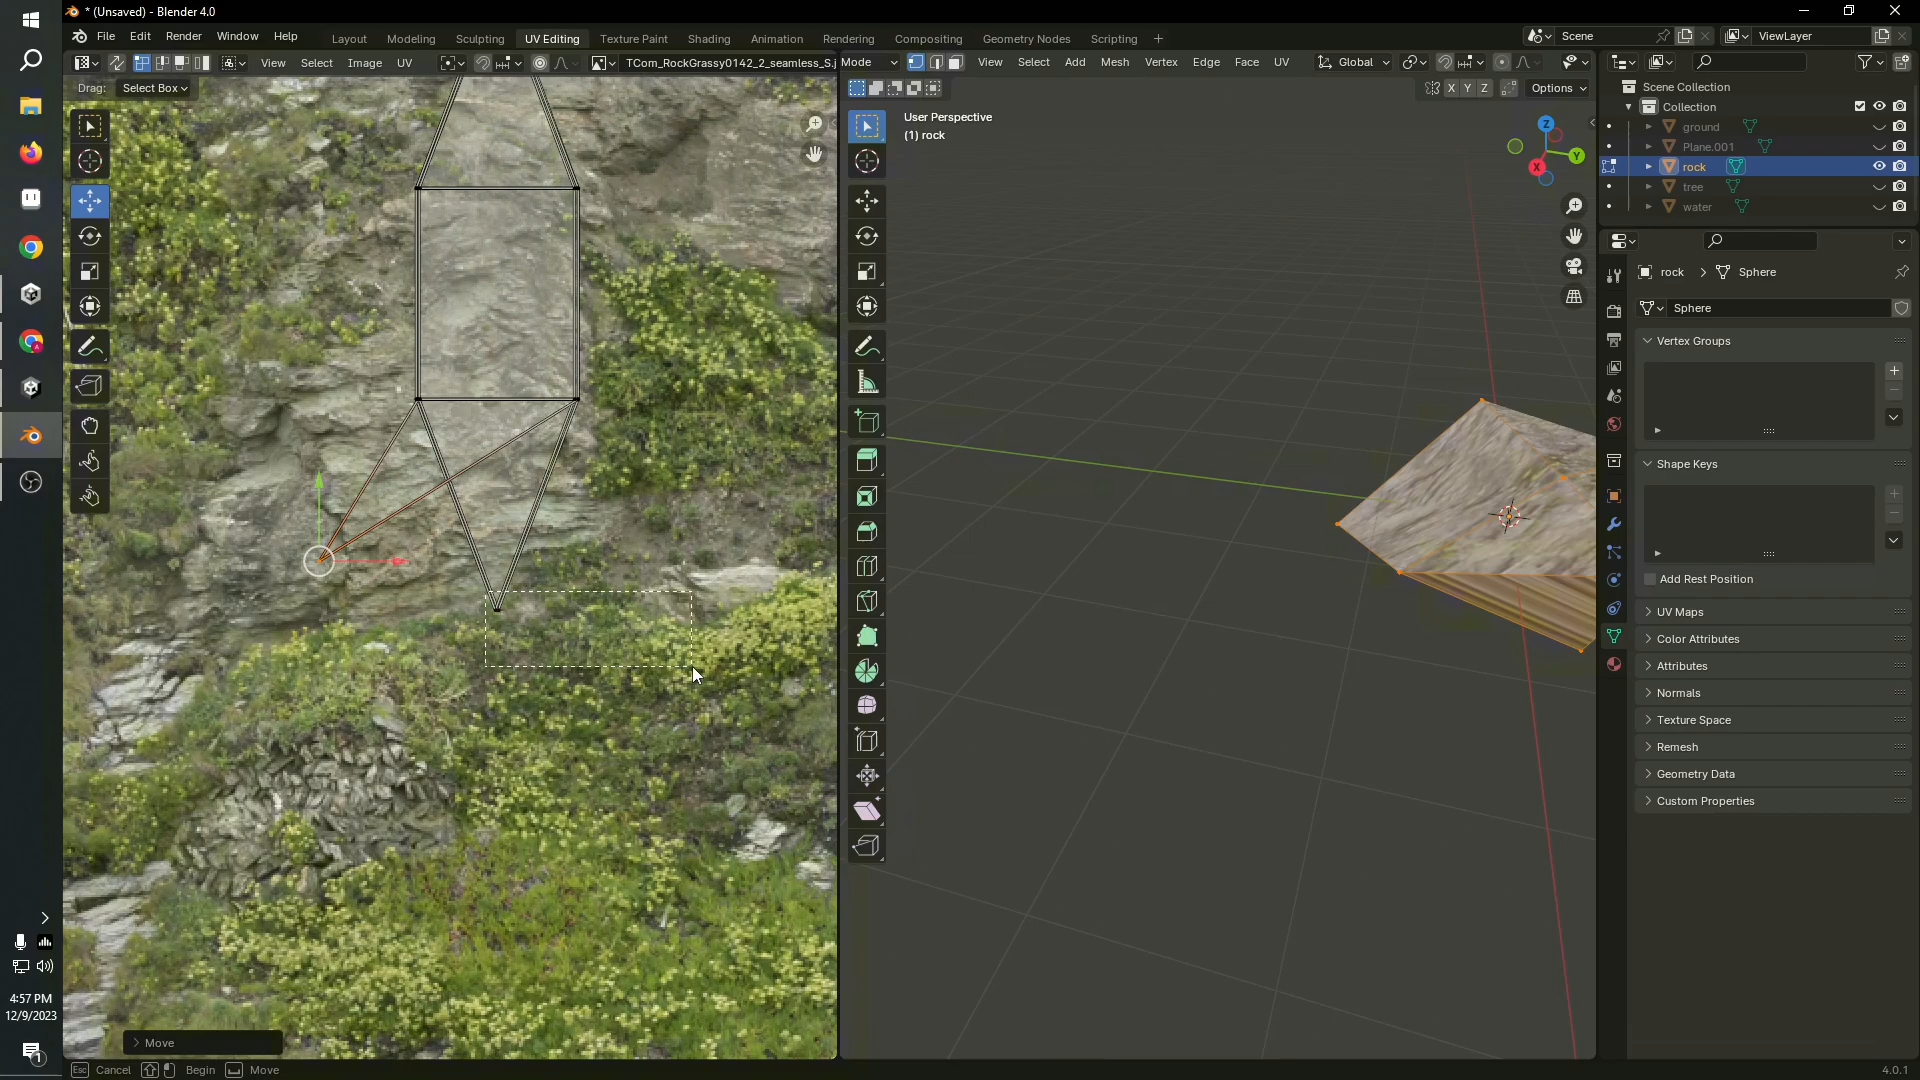 * (Unsaved) - Blender 4.0
File Edit Render Window Help Layout Modeling Sculpting UV Editing Texture Paint Shading Animation Rendering Compositing Geometry Nodes Scripting + Scene ViewLayer
View Select Image UV TCom_RockGrassy0142_2_seamless_S.j Mode View Select Add Mesh Vertex Edge Face UV Global
Drag: Select Box X Y Z Options
User Perspective
(1) rock
Z
Y
X
Scene Collection
Collection
ground
Plane.001
rock
tree
water
rock > Sphere
Sphere
Vertex Groups
Shape Keys
Add Rest Position
UV Maps
Color Attributes
Attributes
Normals
Texture Space
Remesh
Geometry Data
Custom Properties
4:57 PM
12/9/2023
1
Move
Esc Cancel Begin Move 4.0.1